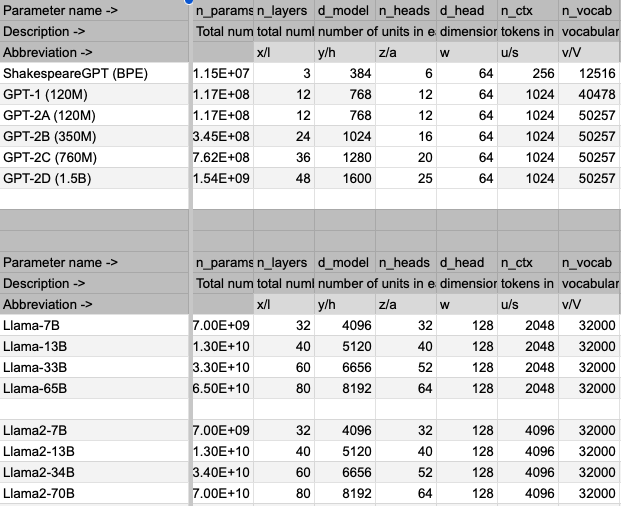 Parameter name -> n_params n_layers d_model n_heads d_head n_ctx n_vocab
Description -> Total num total numl number of units in e dimension tokens in vocabular
Abbreviation -> x/l y/h z/a w u/s v/V
ShakespeareGPT (BPE) 1.15E+07 3 384 6 64 256 12516
GPT-1 (120M) 1.17E+08 12 768 12 64 1024 40478
GPT-2A (120M) 1.17E+08 12 768 12 64 1024 50257
GPT-2B (350M) 3.45E+08 24 1024 16 64 1024 50257
GPT-2C (760M) 7.62E+08 36 1280 20 64 1024 50257
GPT-2D (1.5B) 1.54E+09 48 1600 25 64 1024 50257
Parameter name -> n_params n_layers d_model n_heads d_head n_ctx n_vocab
Description -> Total num total numl number of units in e dimension tokens in vocabular
Abbreviation -> x/l y/h z/a w u/s v/V
Llama-7B 7.00E+09 32 4096 32 128 2048 32000
Llama-13B 1.30E+10 40 5120 40 128 2048 32000
Llama-33B 3.30E+10 60 6656 52 128 2048 32000
Llama-65B 6.50E+10 80 8192 64 128 2048 32000
Llama2-7B 7.00E+09 32 4096 32 128 4096 32000
Llama2-13B 1.30E+10 40 5120 40 128 4096 32000
Llama2-34B 3.40E+10 60 6656 52 128 4096 32000
Llama2-70B 7.00E+10 80 8192 64 128 4096 32000